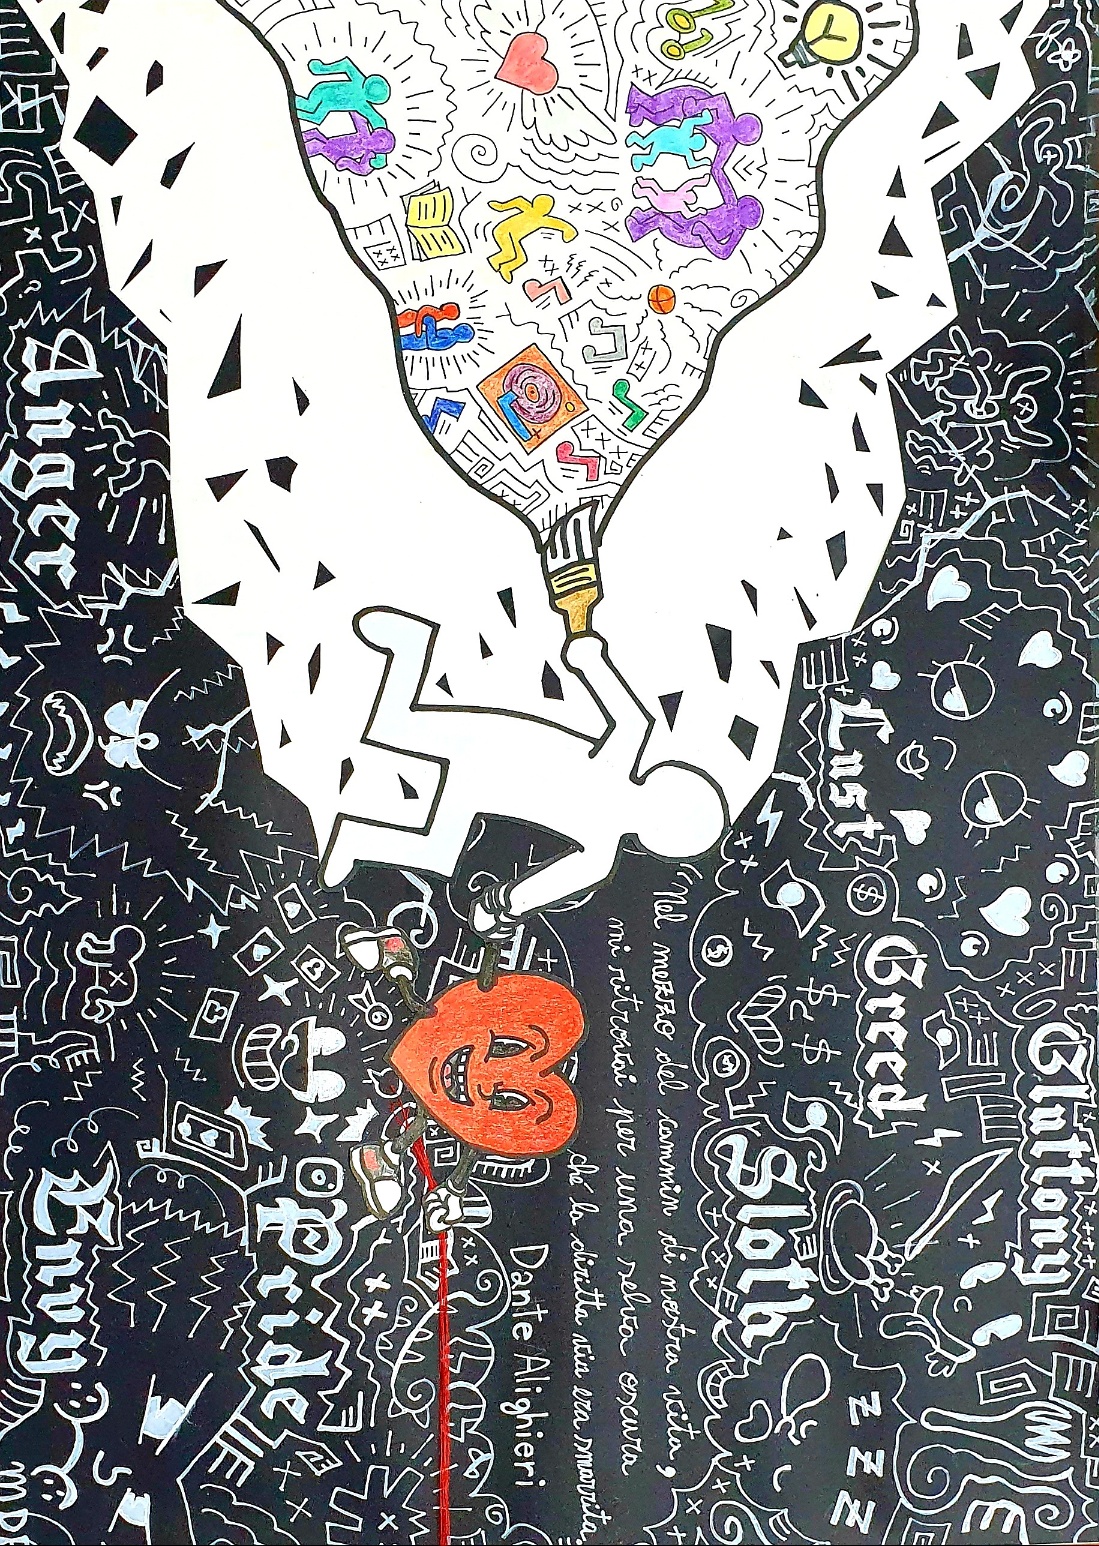 Anger
Lust
Greed
Gluttony
Sloth
Envy
Pride
Nel mezzo del cammin di nostra vita,
mi ritrovai per una selva oscura
ché la diritta via era smarrita.
Dante Alighieri
z z z